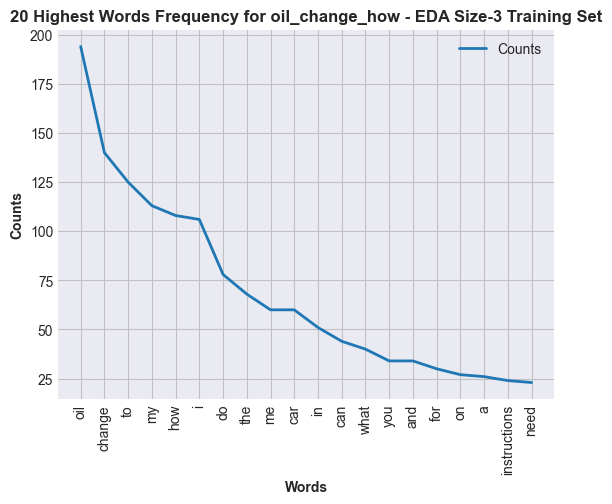 20 Highest Words Frequency for oil_change_how - EDA Size-3 Training Set
Counts
200
175
150
125
100
75
50
25
Counts
oil
change
to
my
how
i
do
the
me
car
in
can
what
you
and
for
on
a
instructions
need
Words